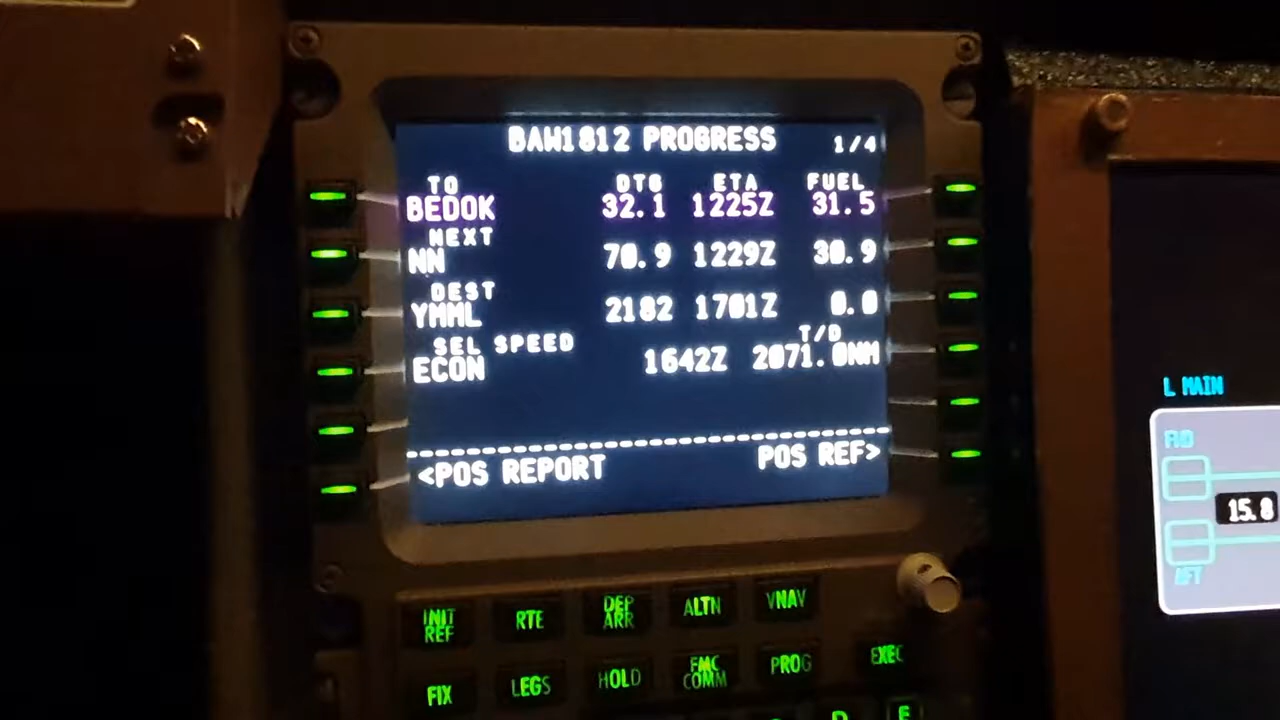 BAW1812 PROGRESS 1/4
TO DTG ETA FUEL
BEDOK 32.1 1225Z 31.5
NEXT
NN 70.9 1229Z 30.9
DEST
YMML 2182 1701Z 0.0
SEL SPEED T/D
ECON 1642Z 2071.0NM
<POS REPORT POS REF>
INIT REF RTE DEP ARR ALTN VNAV
FIX LEGS HOLD FMC COMM PROG EXEC
E
L MAIN
FWD
15.8
AFT